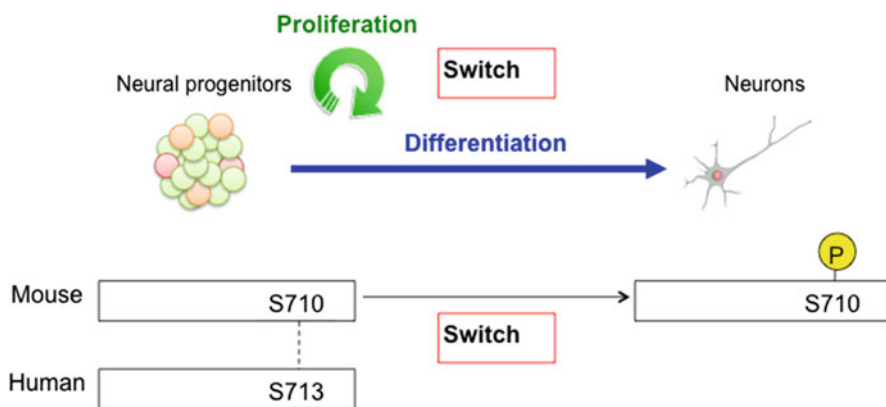 Proliferation
Switch
Neural progenitors
Neurons
Differentiation
P
Mouse
S710
S710
Switch
Human
S713